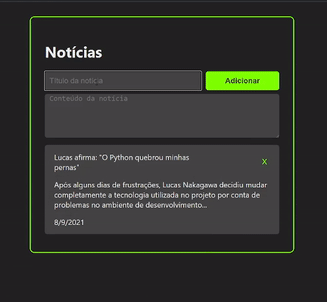 Notícias
Título da notícia
Adicionar
Conteúdo da notícia
Lucas afirma: "O Python quebrou minhas
pernas"
X
Após alguns dias de frustrações, Lucas Nakagawa decidiu mudar
completamente a tecnologia utilizada no projeto por conta de
problemas no ambiente de desenvolvimento...
8/9/2021